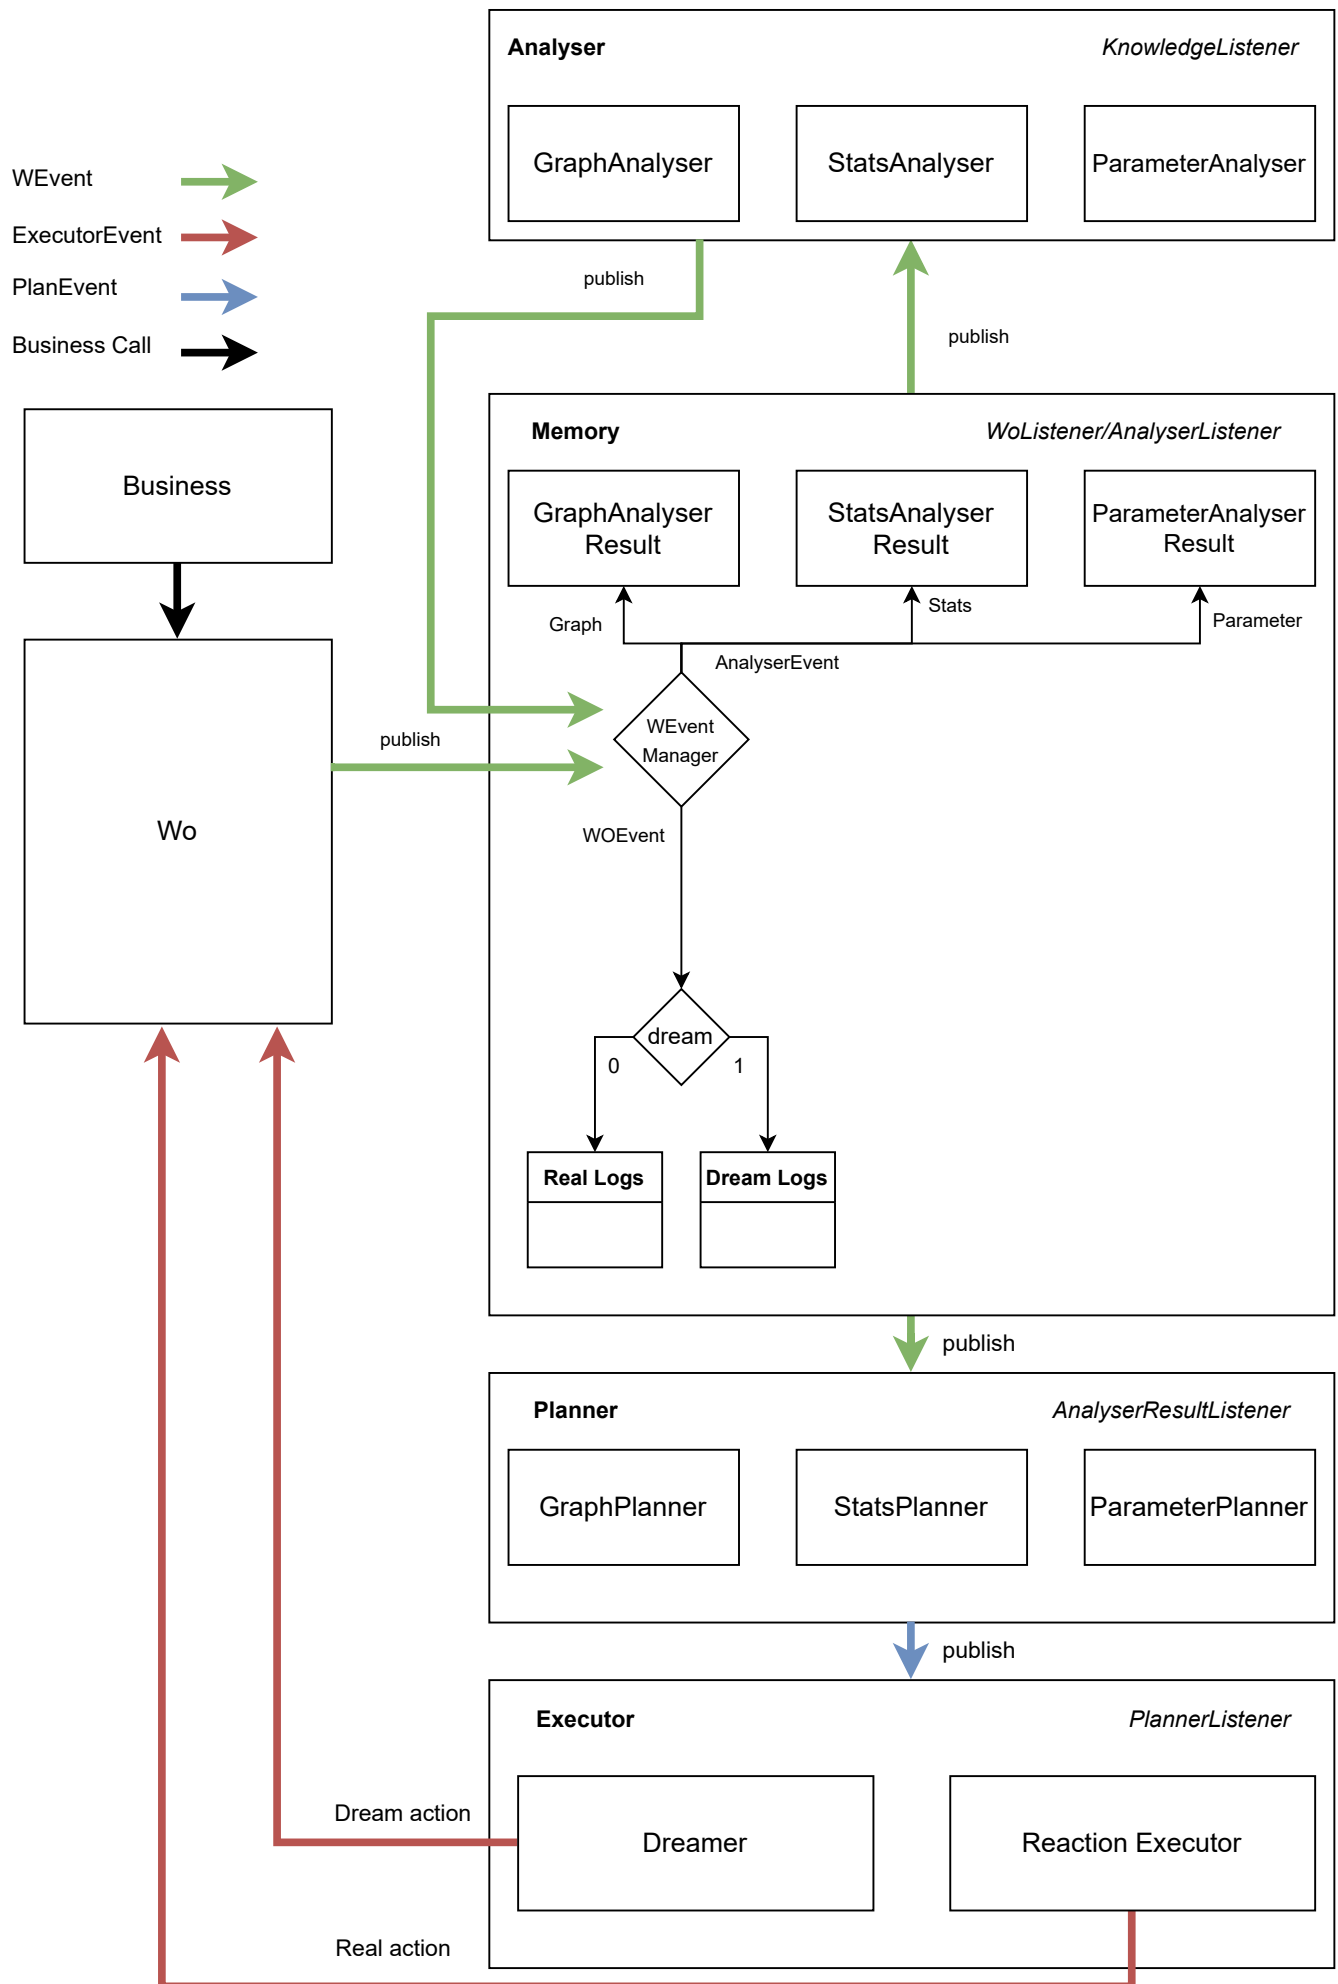 Analyser
KnowledgeListener
GraphAnalyser
StatsAnalyser
ParameterAnalyser
WEvent
ExecutorEvent
PlanEvent
Business Call
publish
publish
Business
Memory
WoListener/AnalyserListener
GraphAnalyser
Result
StatsAnalyser
Result
ParameterAnalyser
Result
Graph
Stats
Parameter
AnalyserEvent
WEvent
Manager
publish
Wo
WOEvent
dream
0
1
Real Logs
Dream Logs
publish
Planner
AnalyserResultListener
GraphPlanner
StatsPlanner
ParameterPlanner
publish
Executor
PlannerListener
Dream action
Dreamer
Reaction Executor
Real action